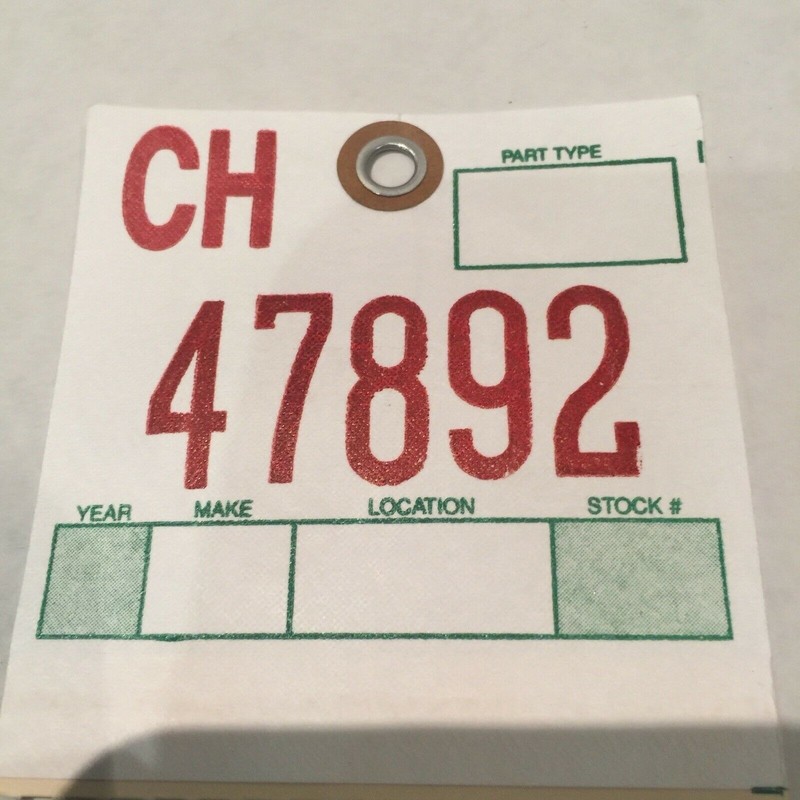 CH
PART TYPE
47892
YEAR MAKE LOCATION STOCK #